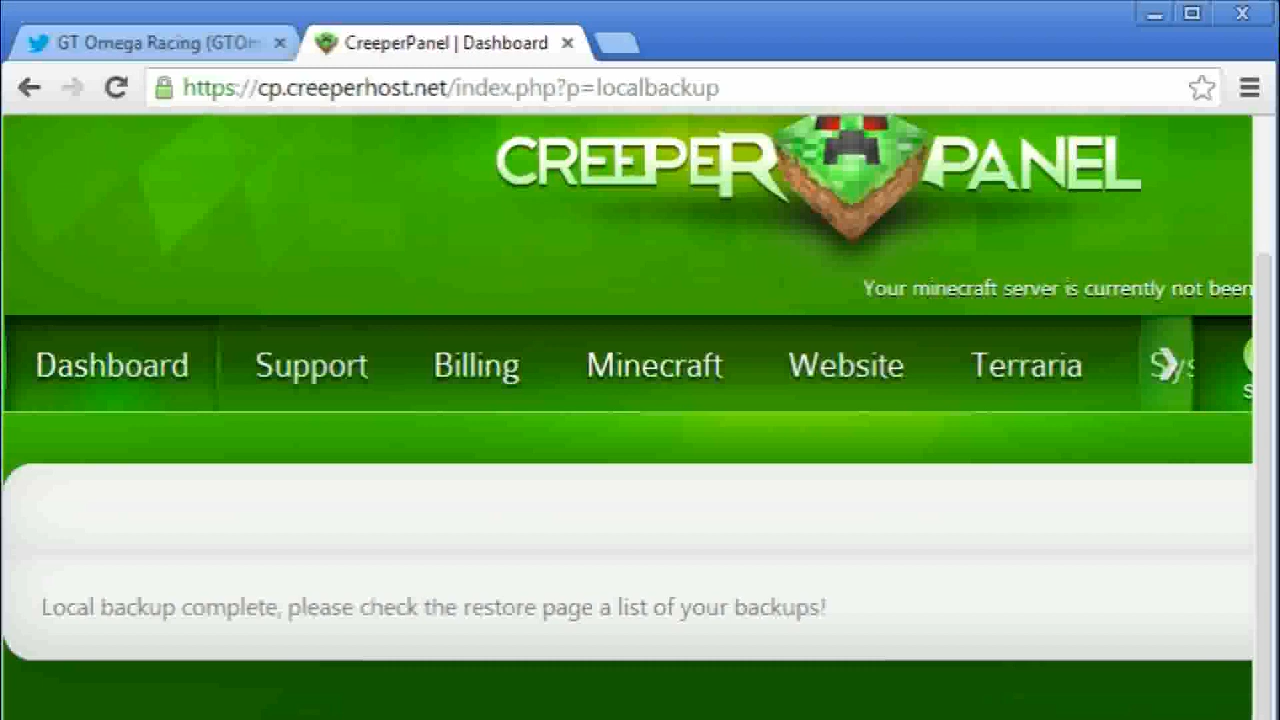 GT Omega Racing (GTOm
CreeperPanel | Dashboard
https://cp.creeperhost.net/index.php?p=localbackup
CREEPER PANEL
Your minecraft server is currently not been
Dashboard Support Billing Minecraft Website Terraria Sys
Local backup complete, please check the restore page a list of your backups!